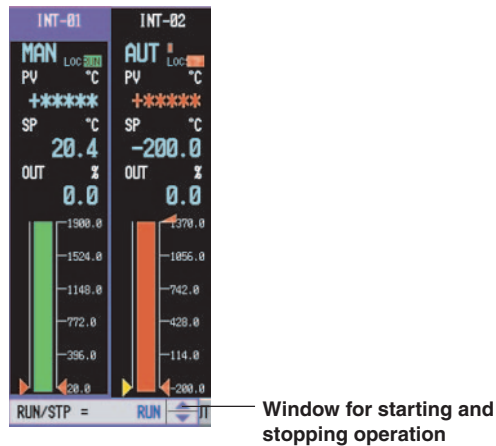 INT-01 INT-02
MAN LOC RUN AUT LOC STP
PV °C PV °C
+***** +*****
SP °C SP °C
20.4 -200.0
OUT % OUT %
0.0 0.0
1900.0 1370.0
1524.0 1056.0
1148.0 742.0
772.0 428.0
396.0 114.0
20.0 -200.0
RUN/STP = RUN
Window for starting and
stopping operation